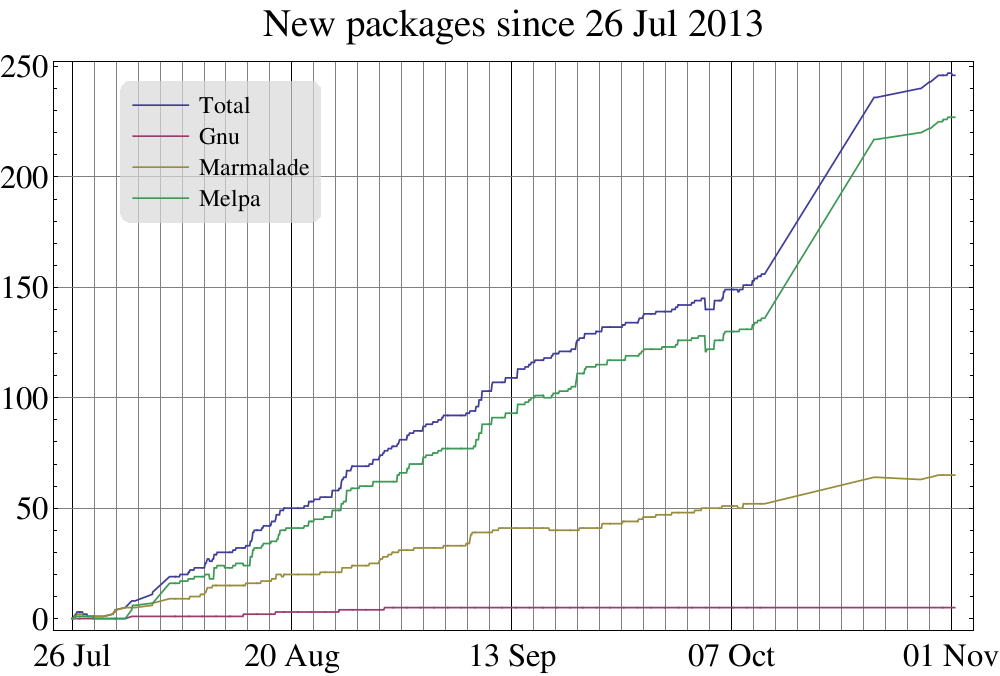 New packages since 26 Jul 2013
250
200
150
100
50
0
Total
Gnu
Marmalade
Melpa
26 Jul
20 Aug
13 Sep
07 Oct
01 Nov